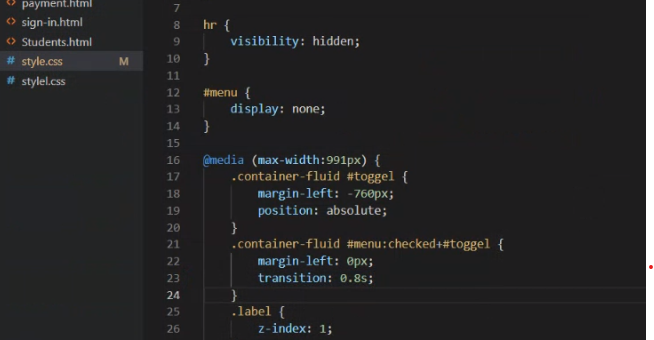 payment.html
sign-in.html
Students.html
style.css M
stylel.css
7
8 hr {
9 visibility: hidden;
10 }
11
12 #menu {
13 display: none;
14 }
15
16 @media (max-width:991px) {
17 .container-fluid #toggel {
18 margin-left: -760px;
19 position: absolute;
20 }
21 .container-fluid #menu:checked+#toggel {
22 margin-left: 0px;
23 transition: 0.8s;
24 }
25 .label {
26 z-index: 1;